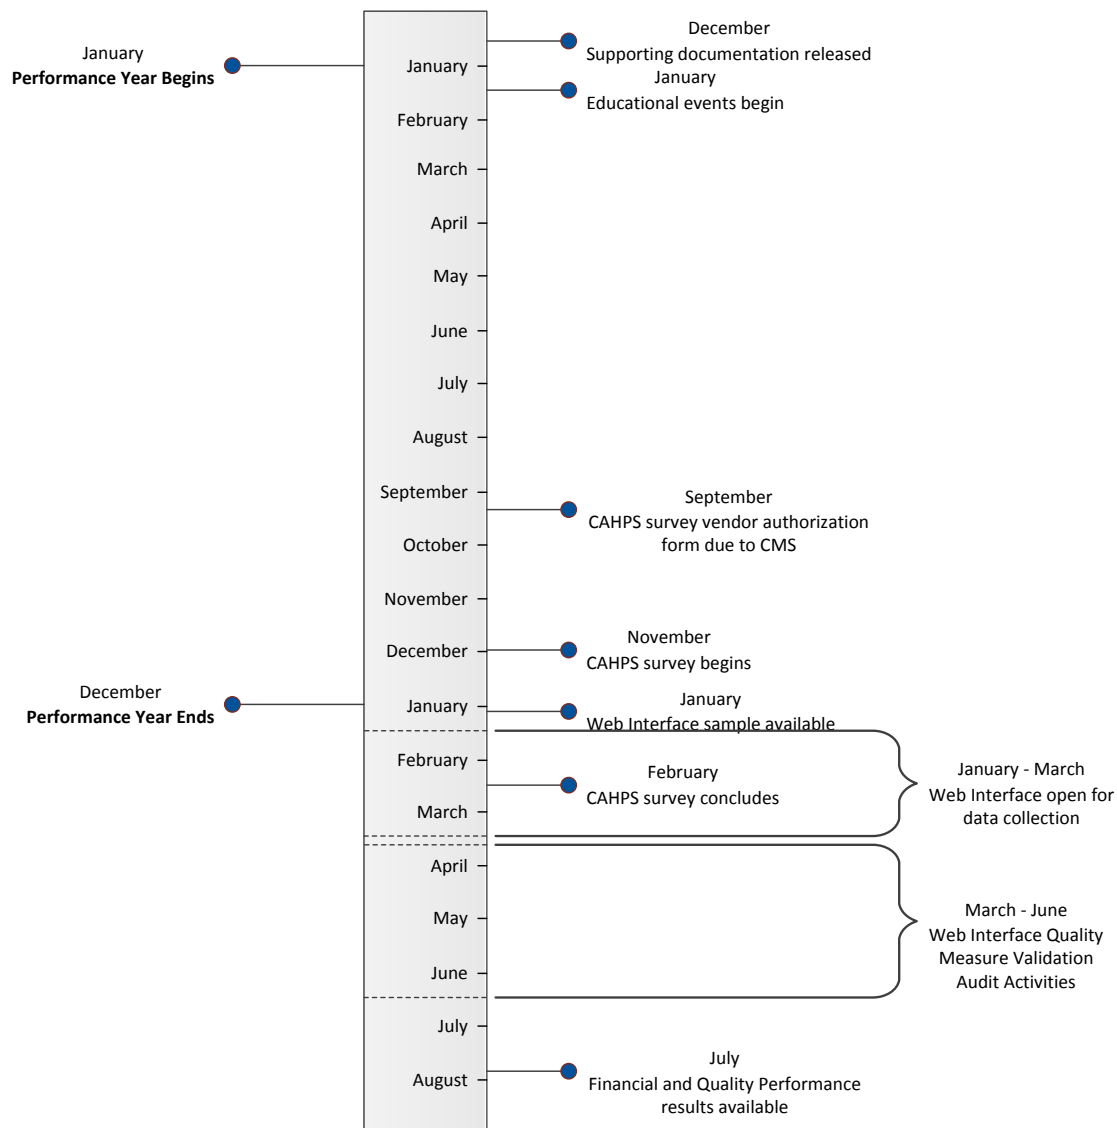 January
Performance Year Begins
December
Supporting documentation released
January
January
Educational events begin
February
March
April
May
June
July
August
September
September
CAHPS survey vendor authorization
form due to CMS
October
November
November
CAHPS survey begins
December
December
Performance Year Ends
January
January
Web Interface sample available
February
February
CAHPS survey concludes
March
January - March
Web Interface open for
data collection
April
May
June
March - June
Web Interface Quality
Measure Validation
Audit Activities
July
July
Financial and Quality Performance
results available
August